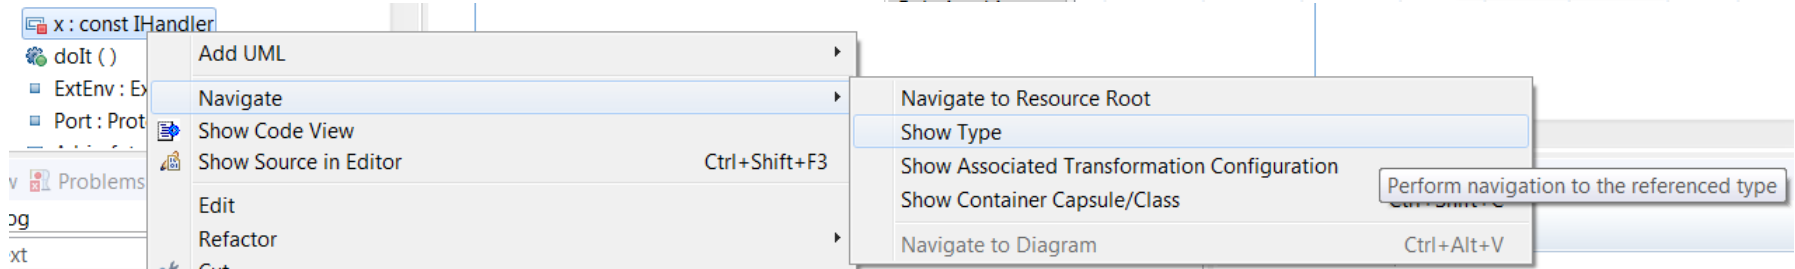 x : const IHandler
doIt ( )
ExtEnv : Ex
Port : Prot
Problems
og
ext
Add UML
Navigate
Show Code View
Show Source in Editor Ctrl+Shift+F3
Edit
Refactor
Navigate to Resource Root
Show Type
Show Associated Transformation Configuration
Show Container Capsule/Class
Navigate to Diagram Ctrl+Alt+V
Perform navigation to the referenced type